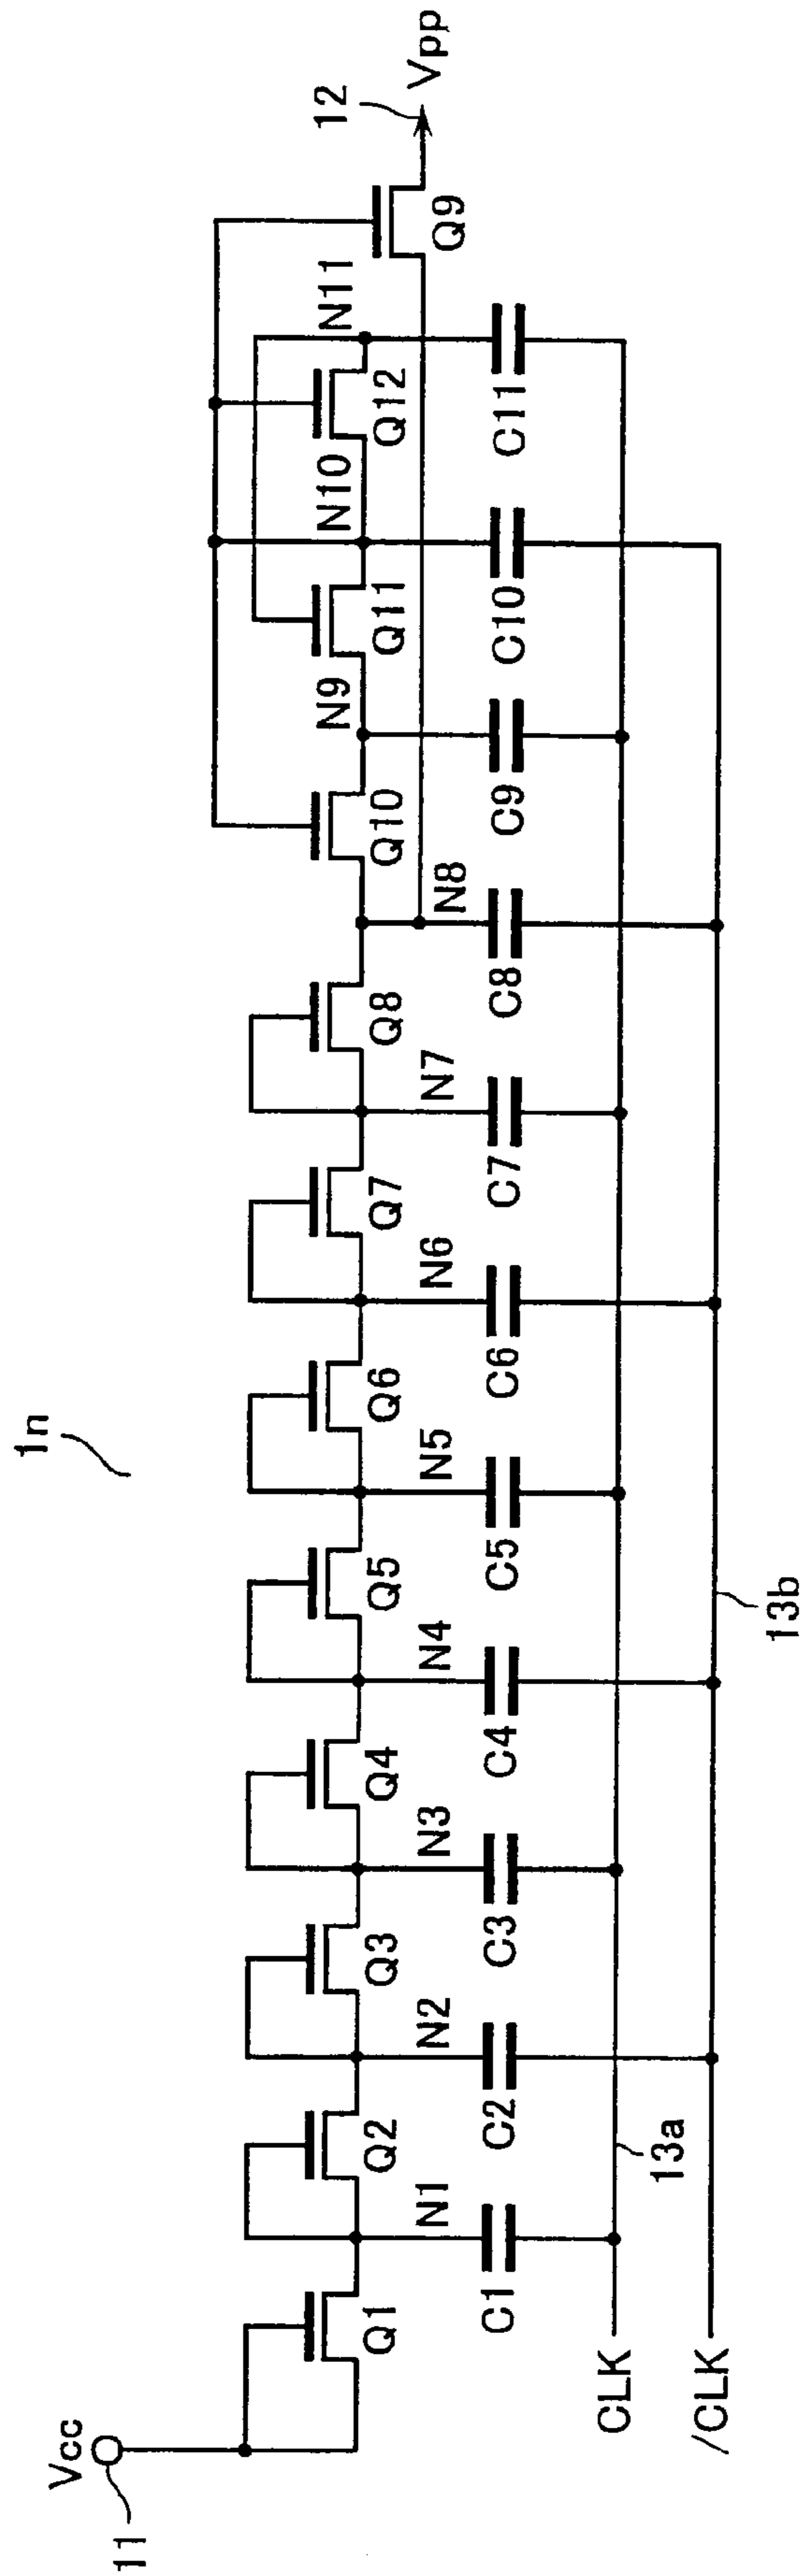 1n
Vcc
11
12
Vpp
Q1
Q2
Q3
Q4
Q5
Q6
Q7
Q8
Q10
Q11
Q12
Q9
N1
N2
N3
N4
N5
N6
N7
N8
N9
N10
N11
C1
C2
C3
C4
C5
C6
C7
C8
C9
C10
C11
CLK
13a
/CLK
13b